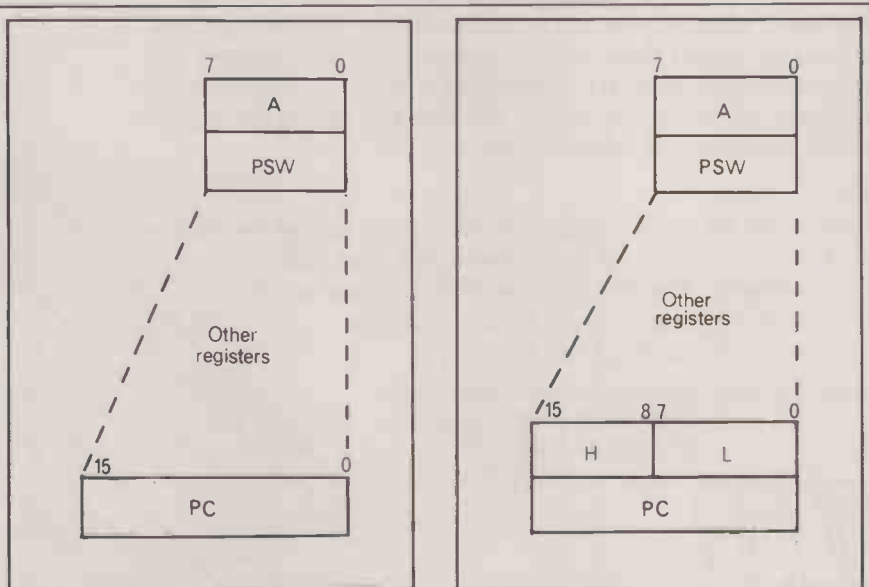 7 0
A
PSW
Other
registers
15 0
PC
7 0
A
PSW
Other
registers
15 8 7 0
H L
PC